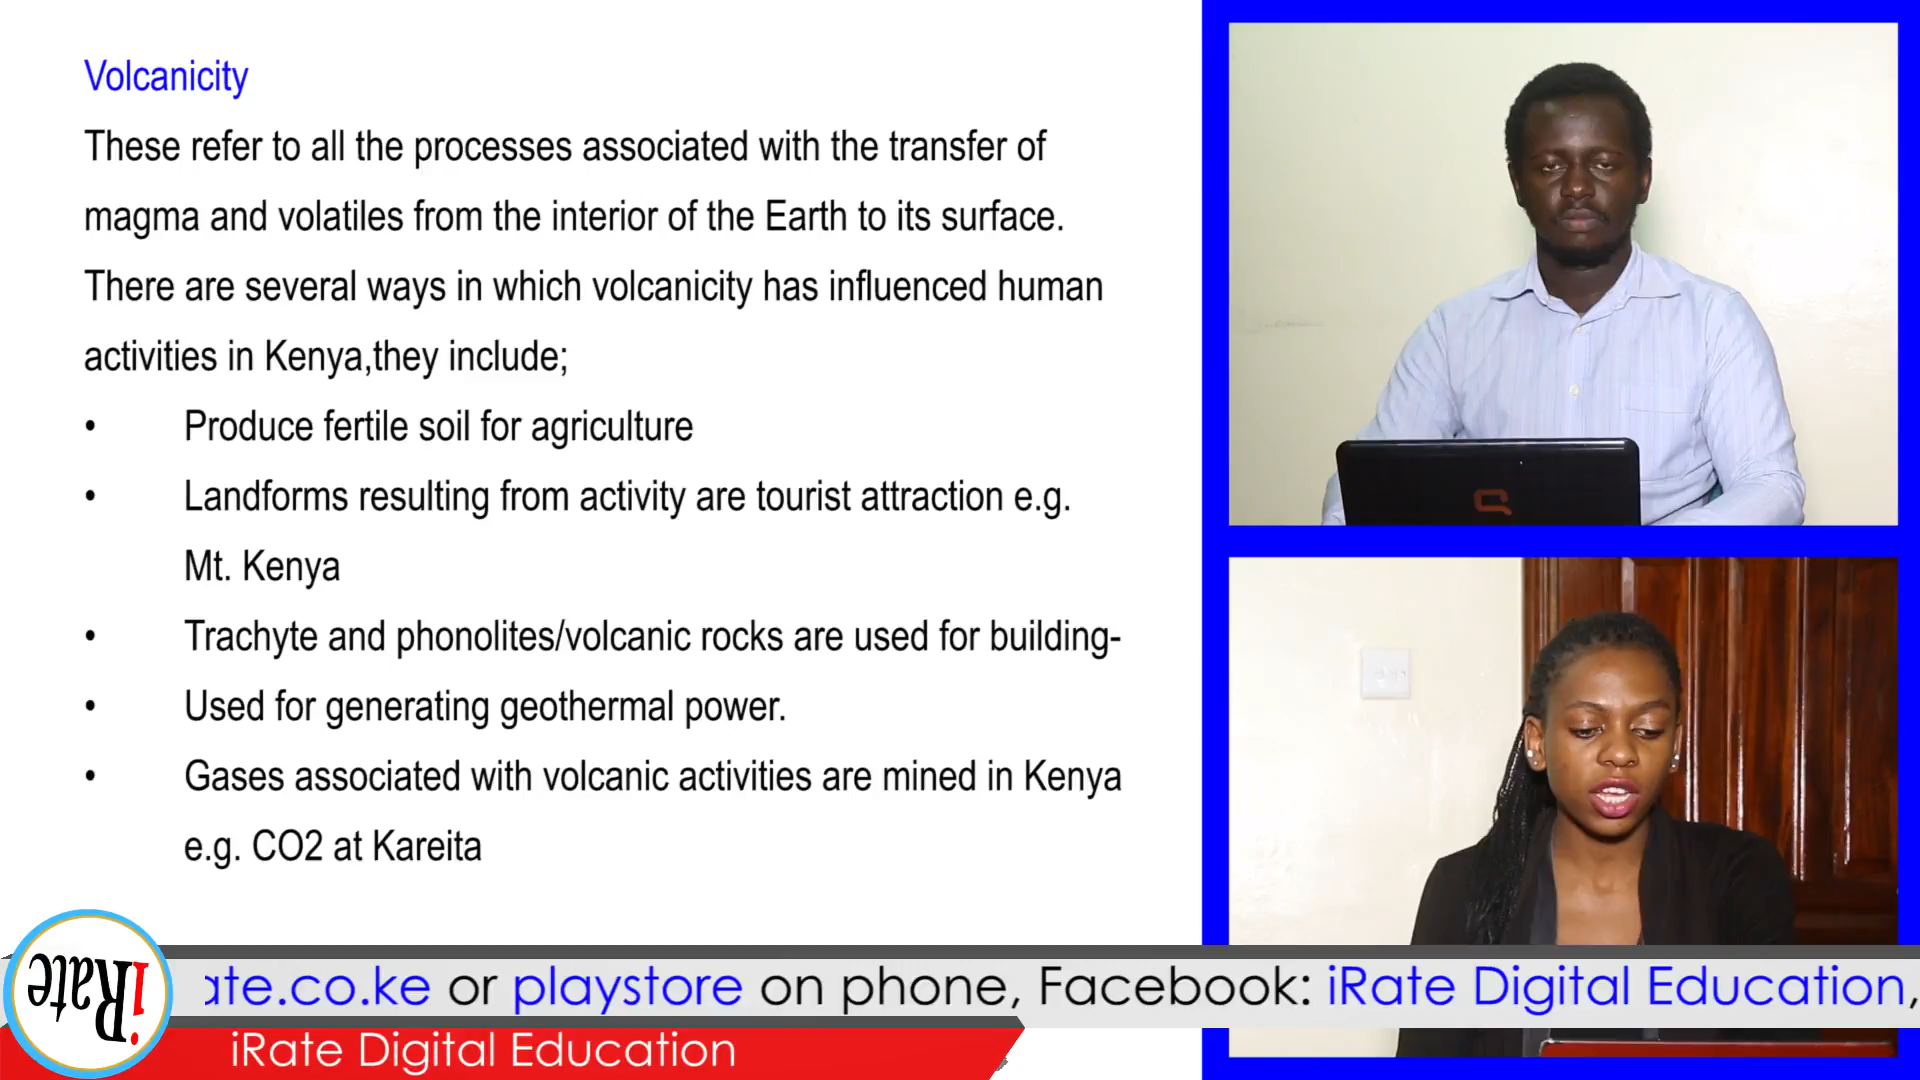 Volcanicity
These refer to all the processes associated with the transfer of
magma and volatiles from the interior of the Earth to its surface.
There are several ways in which volcanicity has influenced human
activities in Kenya,they include;
• Produce fertile soil for agriculture
• Landforms resulting from activity are tourist attraction e.g.
Mt. Kenya
• Trachyte and phonolites/volcanic rocks are used for building-
• Used for generating geothermal power.
• Gases associated with volcanic activities are mined in Kenya
e.g. CO2 at Kareita
iRate
ate.co.ke or playstore on phone, Facebook: iRate Digital Education,
iRate Digital Education